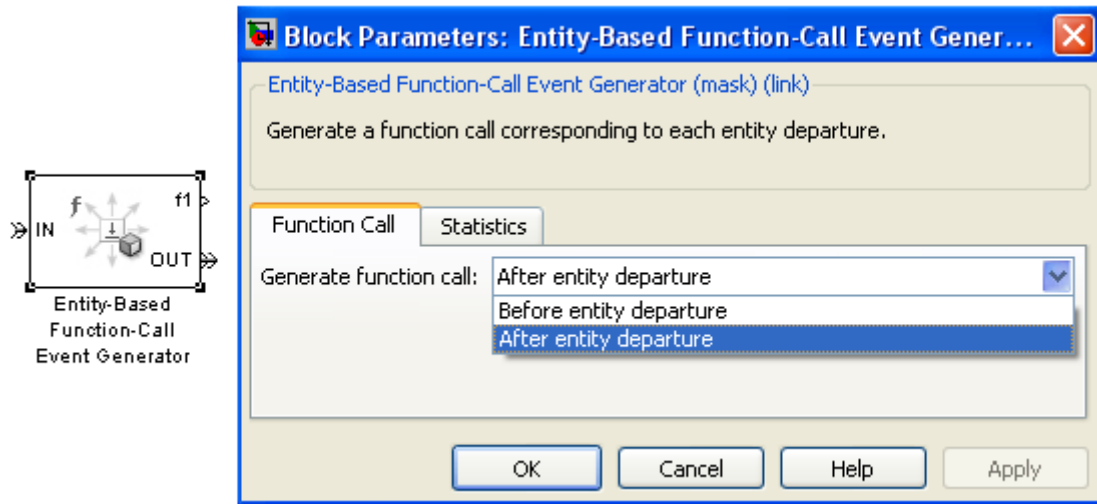 Block Parameters: Entity-Based Function-Call Event Gener...
Entity-Based Function-Call Event Generator (mask) (link)
Generate a function call corresponding to each entity departure.
f f1
IN
OUT
Entity-Based
Function-Call
Event Generator
Function Call Statistics
Generate function call: After entity departure
Before entity departure
After entity departure
OK Cancel Help Apply